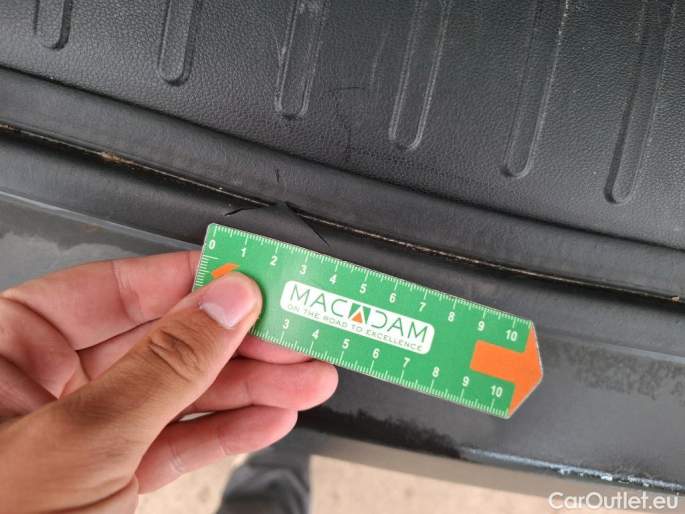 0 1 2 3 4 5 6 7 8 9 10
MACADAM
ON THE ROAD TO EXCELLENCE
3 4 5 6 7 8 9 10
CarOutlet.eu